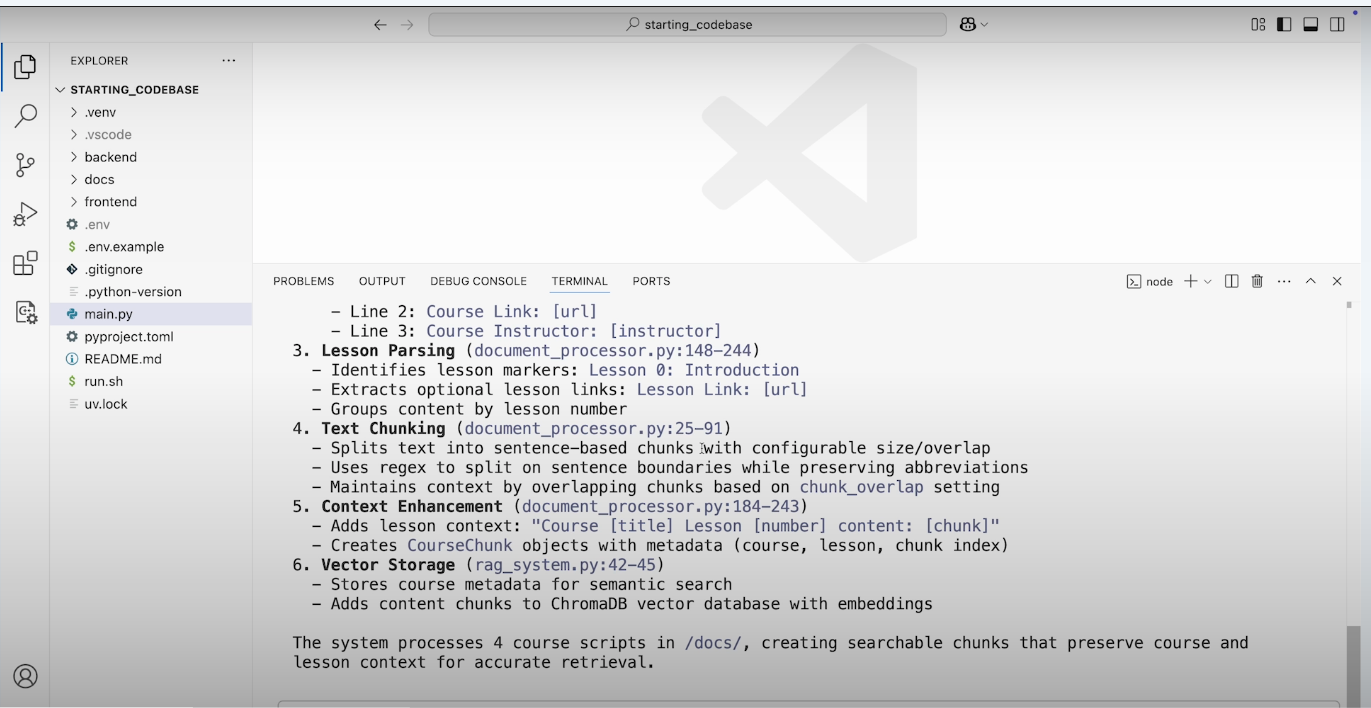 starting_codebase
EXPLORER
STARTING_CODEBASE
.venv
.vscode
backend
docs
frontend
.env
$ .env.example
.gitignore
.python-version
main.py
pyproject.toml
README.md
$ run.sh
uv.lock
PROBLEMS OUTPUT DEBUG CONSOLE TERMINAL PORTS
node
– Line 2: Course Link: [url]
– Line 3: Course Instructor: [instructor]
3. Lesson Parsing (document_processor.py:148–244)
– Identifies lesson markers: Lesson 0: Introduction
– Extracts optional lesson links: Lesson Link: [url]
– Groups content by lesson number
4. Text Chunking (document_processor.py:25–91)
– Splits text into sentence-based chunks with configurable size/overlap
– Uses regex to split on sentence boundaries while preserving abbreviations
– Maintains context by overlapping chunks based on chunk_overlap setting
5. Context Enhancement (document_processor.py:184–243)
– Adds lesson context: "Course [title] Lesson [number] content: [chunk]"
– Creates CourseChunk objects with metadata (course, lesson, chunk index)
6. Vector Storage (rag_system.py:42–45)
– Stores course metadata for semantic search
– Adds content chunks to ChromaDB vector database with embeddings
The system processes 4 course scripts in /docs/, creating searchable chunks that preserve course and
lesson context for accurate retrieval.